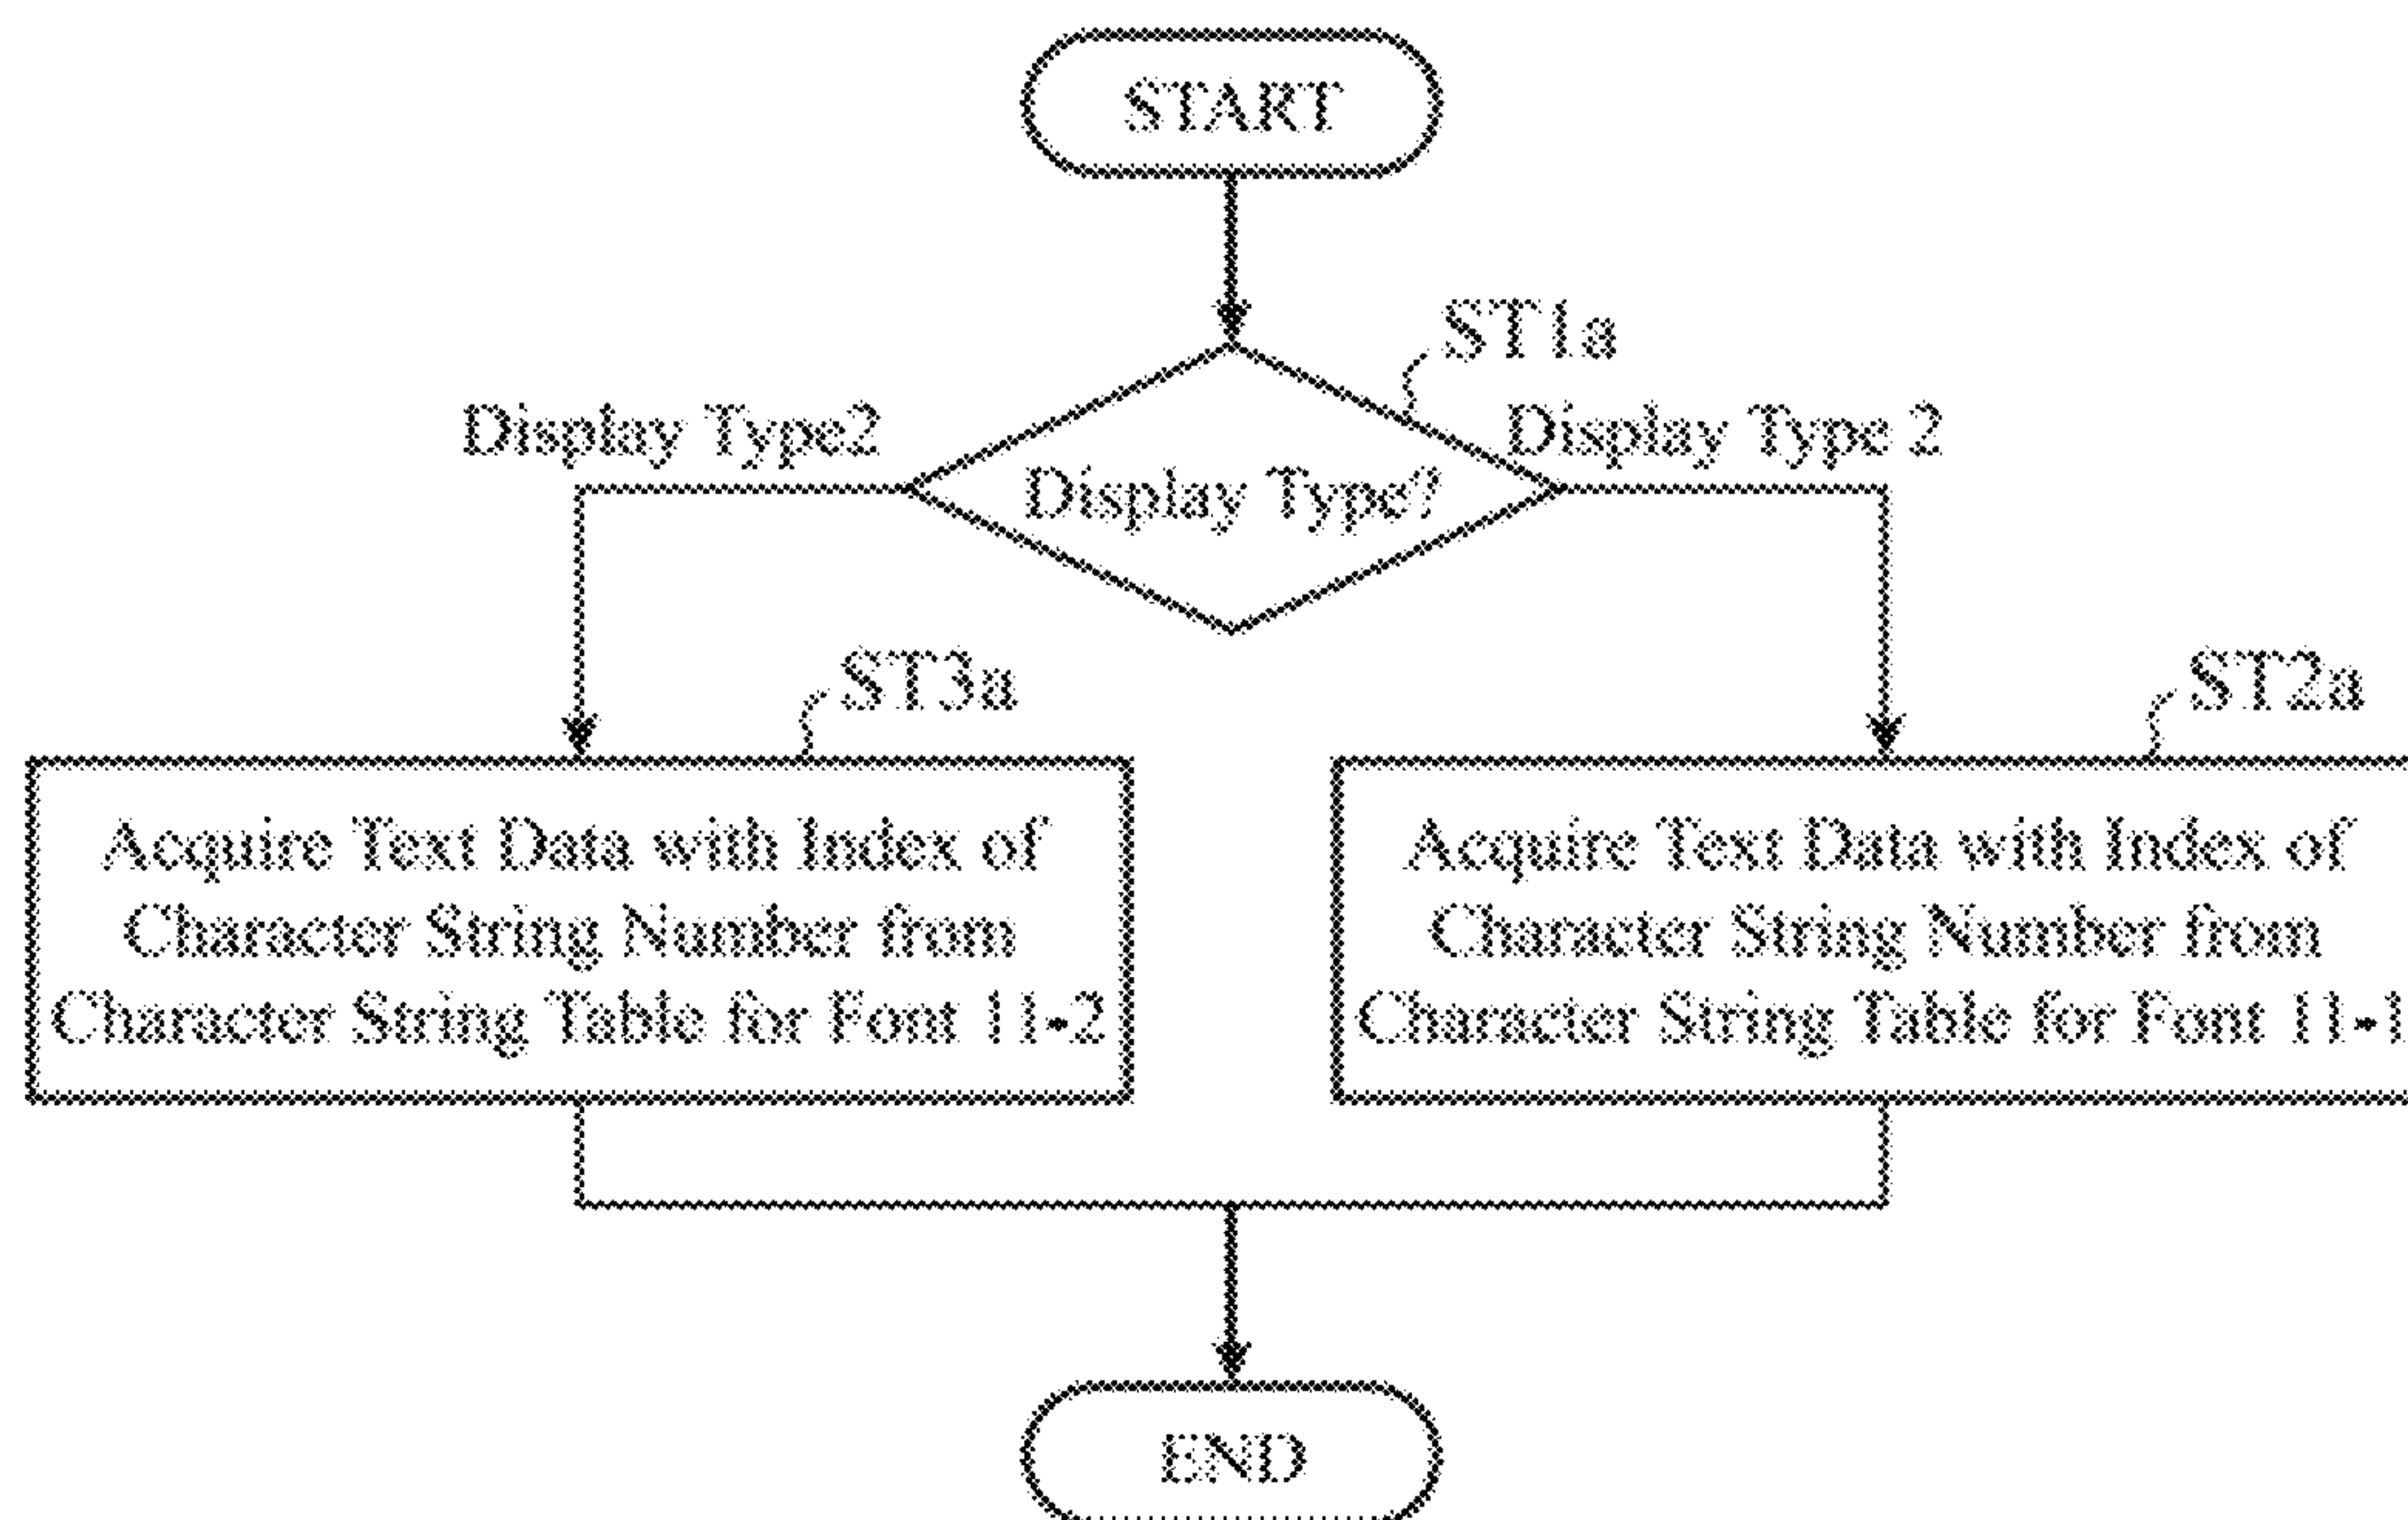 START
ST1a
Display Type2
Display Type 2
Display Type?
ST3a
ST2a
Acquire Text Data with Index of
Character String Number from
Character String Table for Font 11-2
Acquire Text Data with Index of
Character String Number from
Character String Table for Font 11-1
END